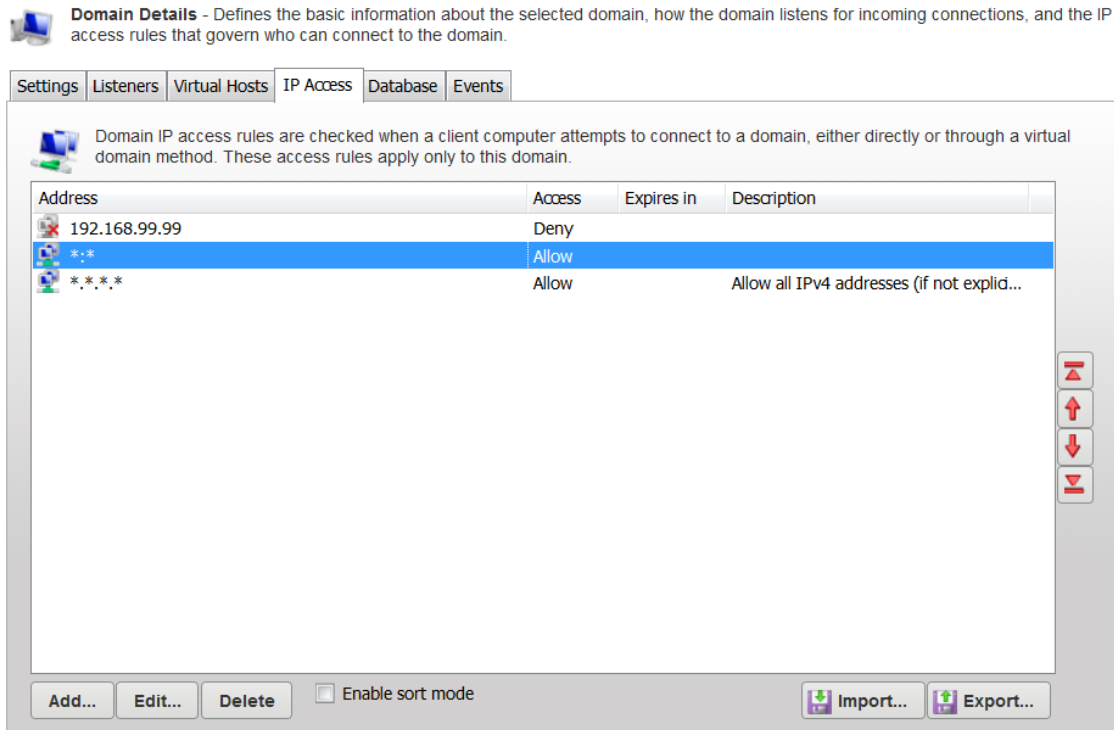 Domain Details - Defines the basic information about the selected domain, how the domain listens for incoming connections, and the IP
access rules that govern who can connect to the domain.
Settings Listeners Virtual Hosts IP Access Database Events
Domain IP access rules are checked when a client computer attempts to connect to a domain, either directly or through a virtual
domain method. These access rules apply only to this domain.
Address Access Expires in Description
192.168.99.99 Deny
*:* Allow
*.*.*.* Allow Allow all IPv4 addresses (if not explici...
Add... Edit... Delete Enable sort mode Import... Export...